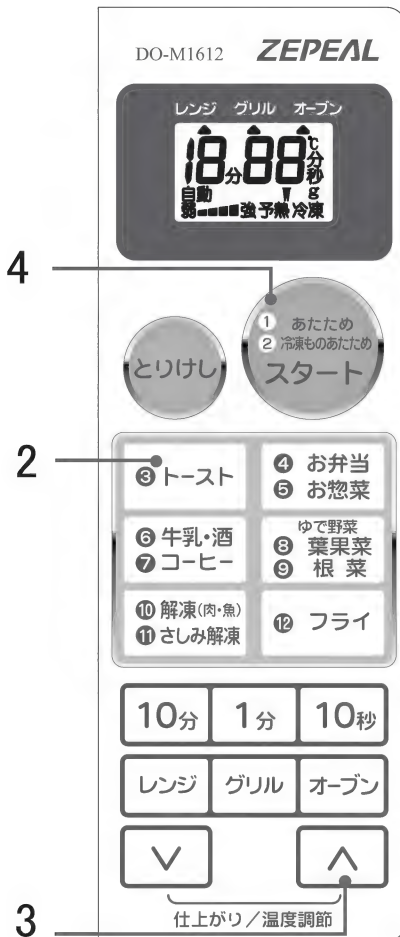 DO-M1612 ZEPEAL
レンジ グリル オーブン
18分88℃分秒g
自動
弱 強 予熱 冷凍
4
① あたため
② 冷凍ものあたため
スタート
とりけし
2
❸ トースト
❹ お弁当
❺ お惣菜
❻ 牛乳・酒
❼ コーヒー
ゆで野菜
❽ 葉果菜
❾ 根菜
❿ 解凍(肉・魚)
⓫ さしみ解凍
⓬ フライ
10分 1分 10秒
レンジ グリル オーブン
3
仕上がり/温度調節